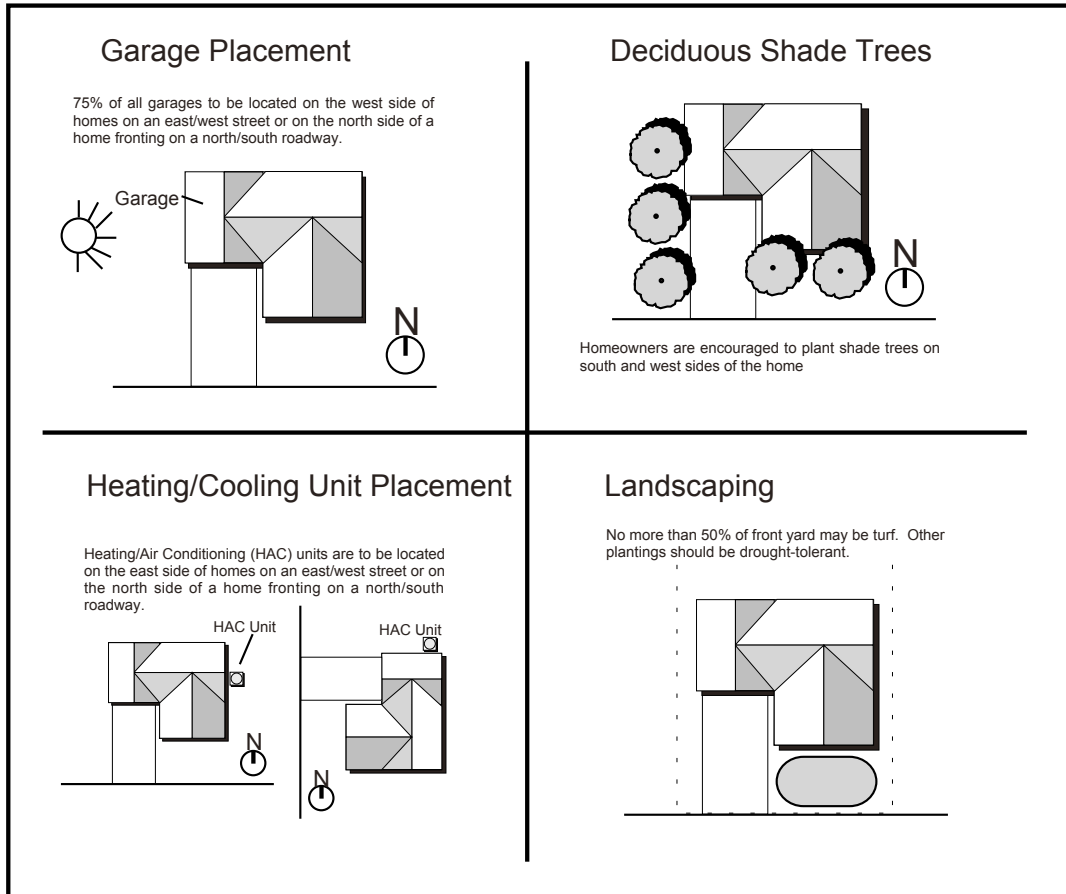 Garage Placement
75% of all garages to be located on the west side of
homes on an east/west street or on the north side of a
home fronting on a north/south roadway.
Garage
N
Deciduous Shade Trees
N
Homeowners are encouraged to plant shade trees on
south and west sides of the home
Heating/Cooling Unit Placement
Heating/Air Conditioning (HAC) units are to be located
on the east side of homes on an east/west street or on
the north side of a home fronting on a north/south
roadway.
HAC Unit
N
HAC Unit
N
Landscaping
No more than 50% of front yard may be turf.  Other
plantings should be drought-tolerant.